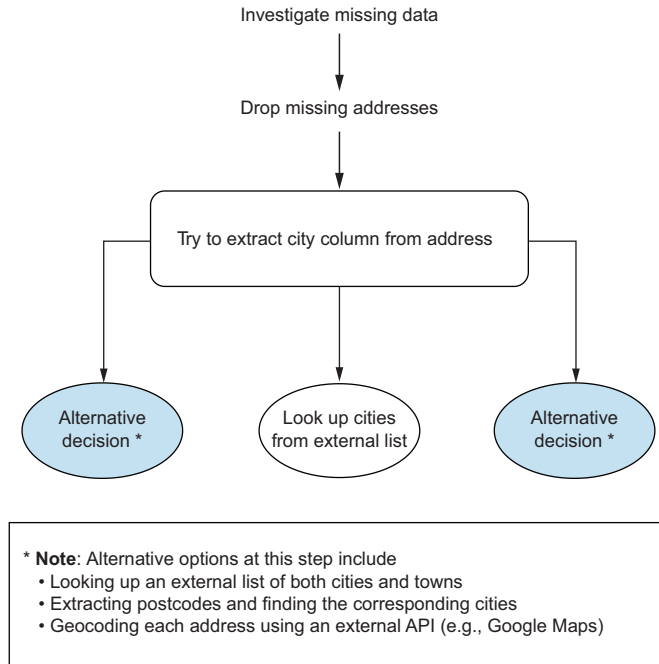 Investigate missing data
Drop missing addresses
Try to extract city column from address
Alternative
decision *
Look up cities
from external list
Alternative
decision *
* Note: Alternative options at this step include
• Looking up an external list of both cities and towns
• Extracting postcodes and finding the corresponding cities
• Geocoding each address using an external API (e.g., Google Maps)